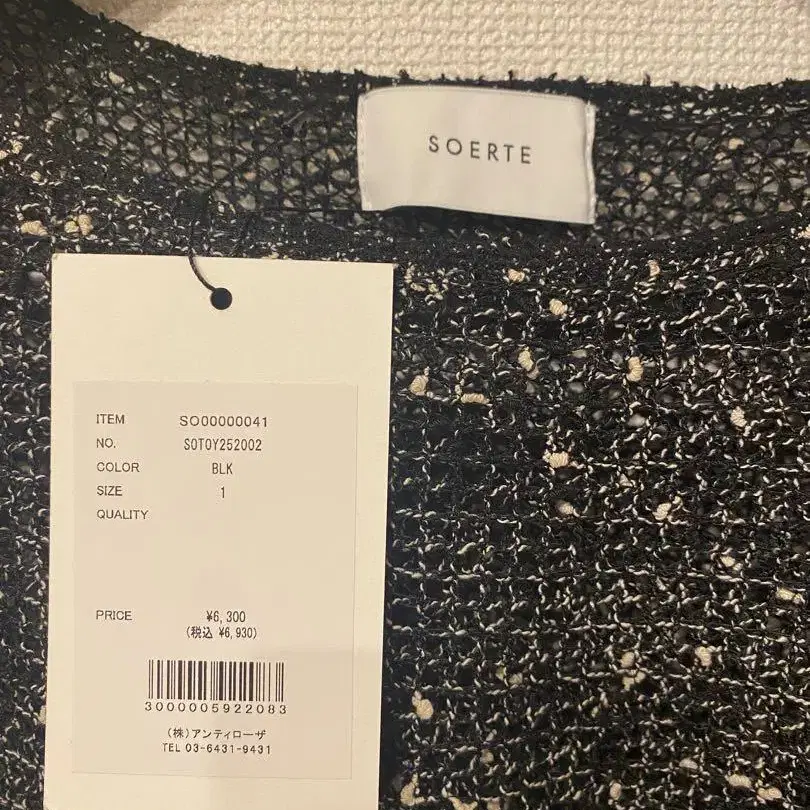 SOERTE
ITEM SO00000041
NO. SOTOY252002
COLOR BLK
SIZE 1
QUALITY
PRICE ¥6,300
(税込 ¥6,930)
3000005922083
(株)アンティローザ
TEL 03-6431-9431